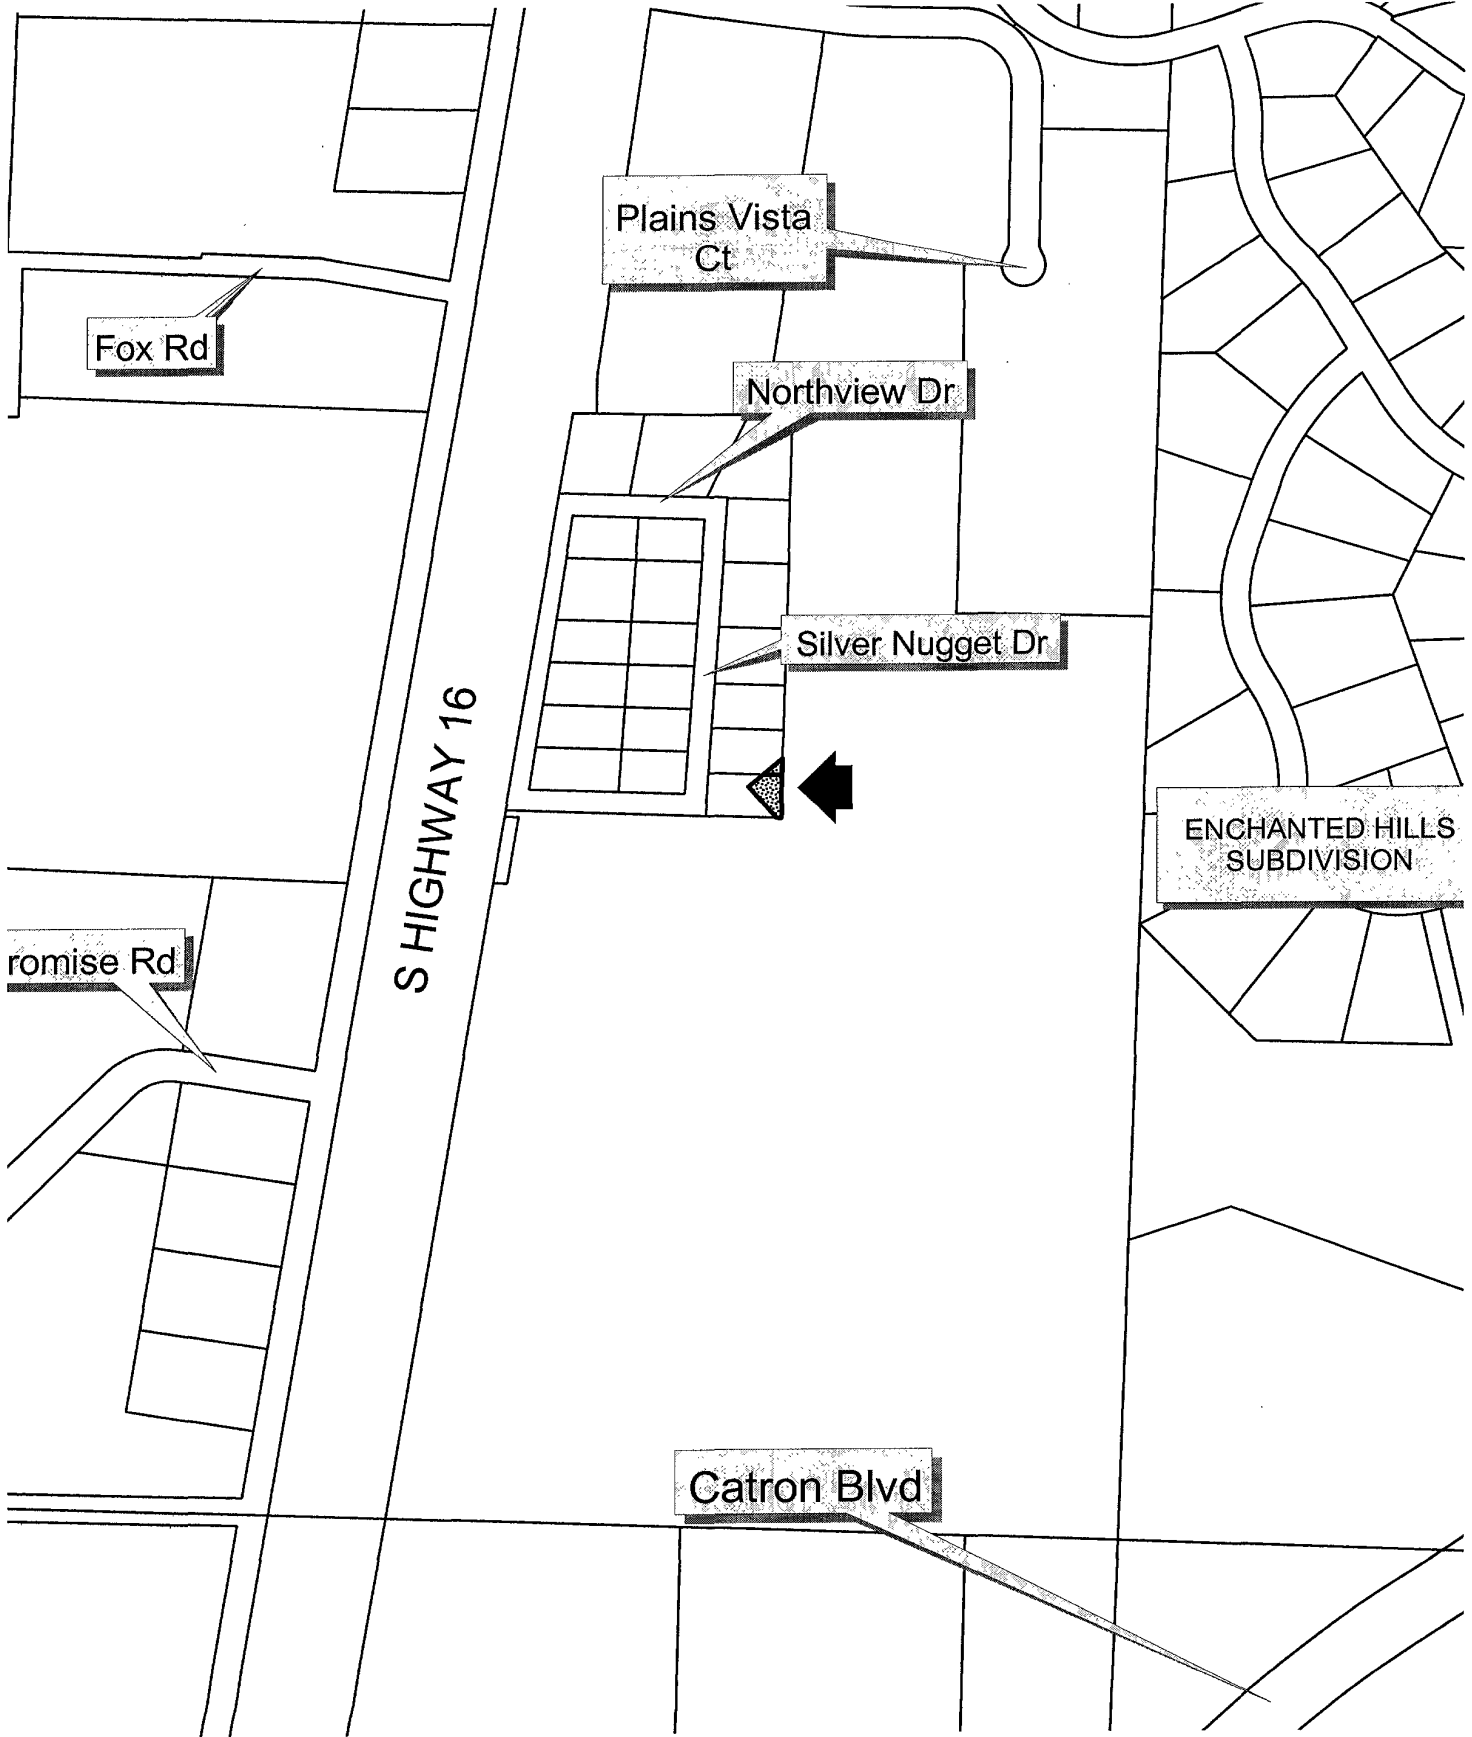 Plains Vista
Ct
Fox Rd
Northview Dr
Silver Nugget Dr
S HIGHWAY 16
ENCHANTED HILLS
SUBDIVISION
romise Rd
Catron Blvd